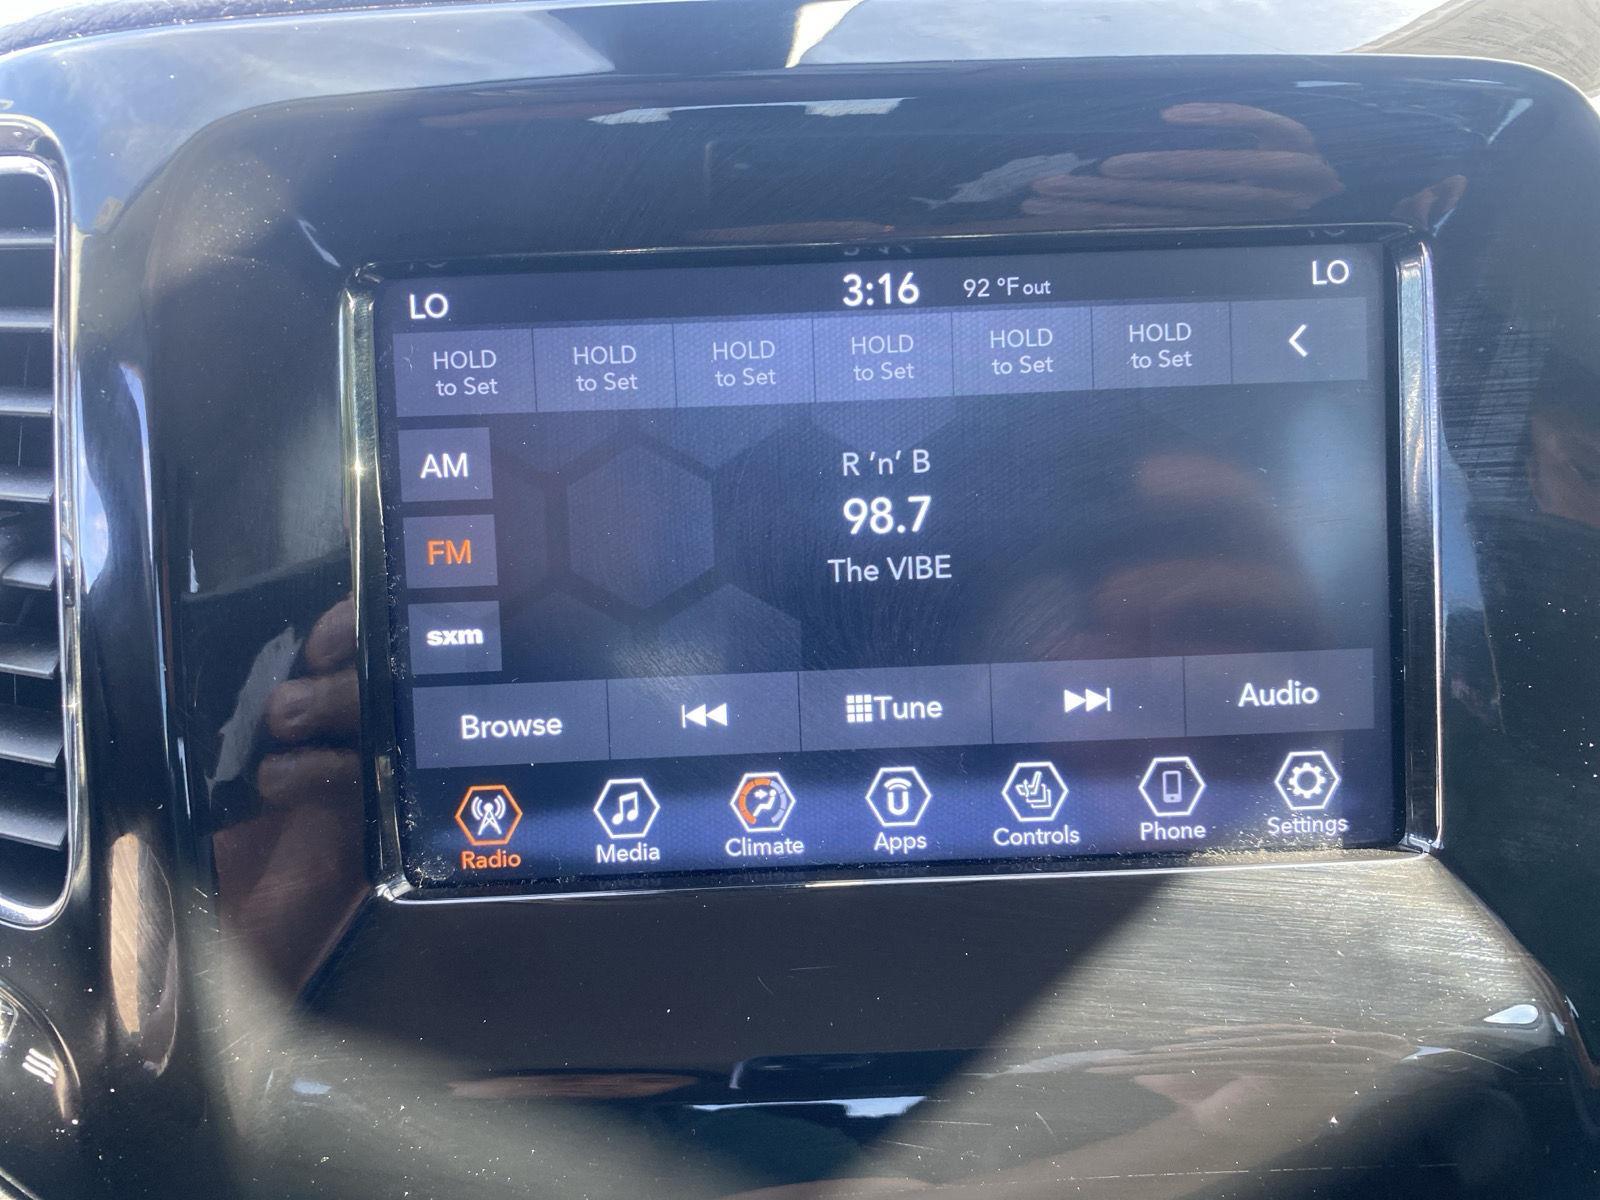 LO
3:16
92 °F out
LO
HOLD
to Set
HOLD
to Set
HOLD
to Set
HOLD
to Set
HOLD
to Set
HOLD
to Set
AM
R ’n’ B
98.7
FM
The VIBE
sxm
Browse
Tune
Audio
Radio
Media
Climate
Apps
Controls
Phone
Settings